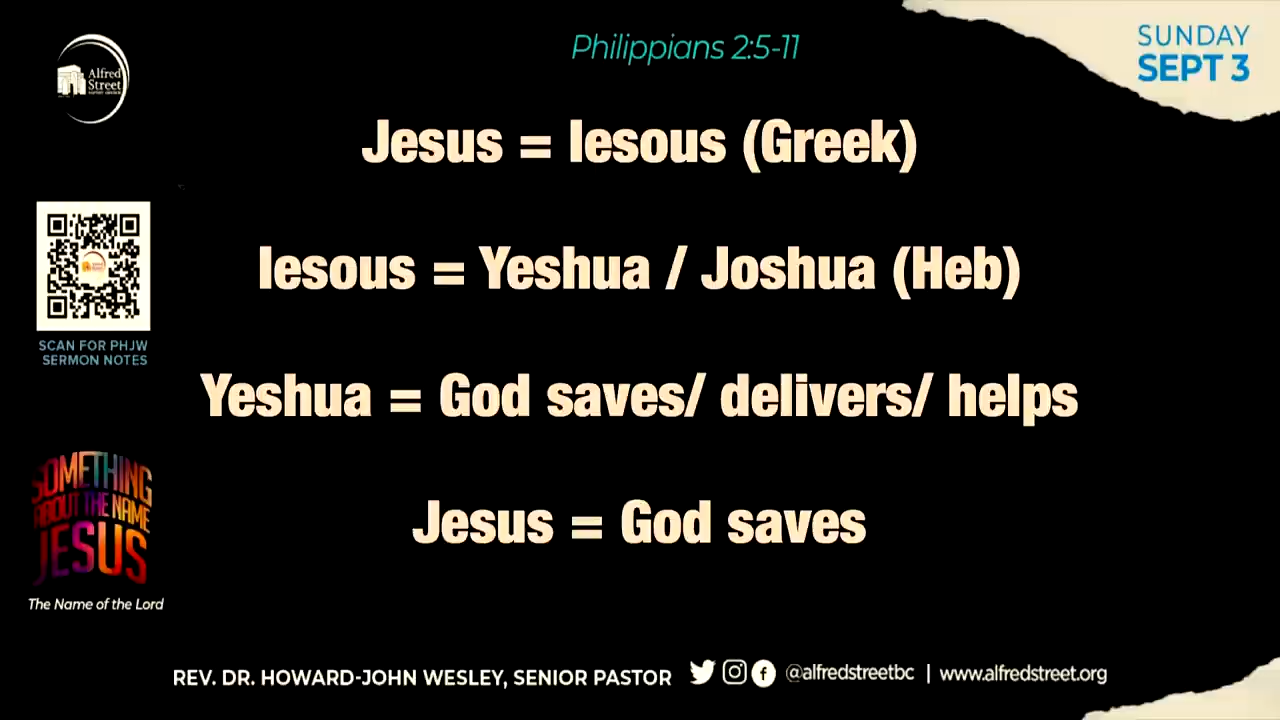 Philippians 2:5-11
SUNDAY
SEPT 3
Alfred
Street
Jesus = Iesous (Greek)
Iesous = Yeshua / Joshua (Heb)
Yeshua = God saves/ delivers/ helps
Jesus = God saves
SCAN FOR PHJW
SERMON NOTES
SOMETHING
ABOUT THE NAME
JESUS
The Name of the Lord
REV. DR. HOWARD-JOHN WESLEY, SENIOR PASTOR
@alfredstreetbc | www.alfredstreet.org